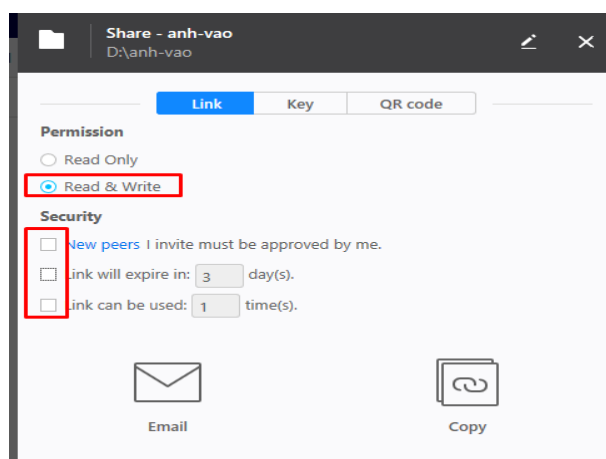 Share - anh-vao
D:\anh-vao
Link Key QR code
Permission
Read Only
Read & Write
Security
New peers I invite must be approved by me.
Link will expire in: 3 day(s).
Link can be used: 1 time(s).
Email Copy